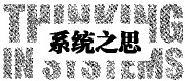 THINKING
系统之思
IN SYSTEMS